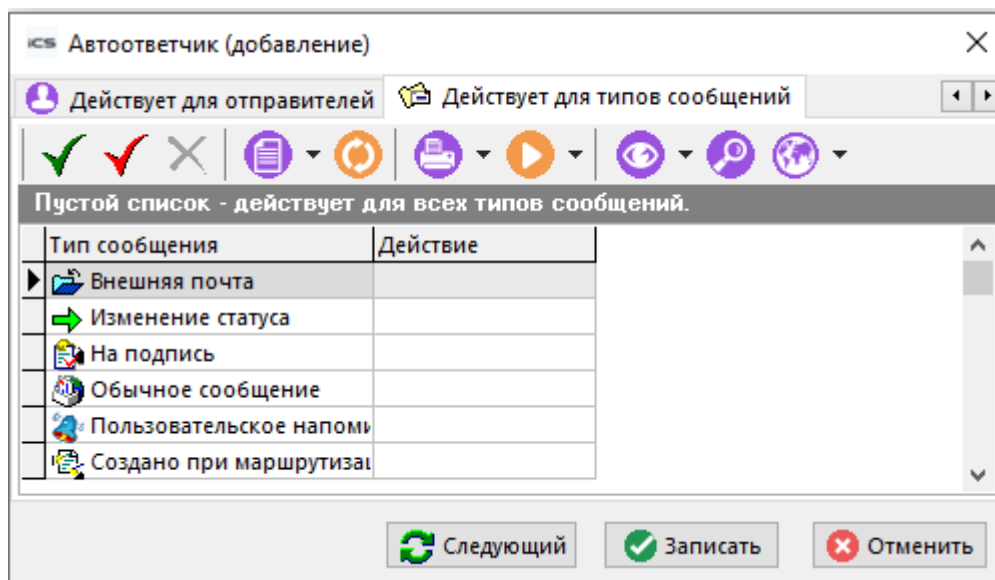 iCS Автоответчик (добавление)
Действует для отправителей Действует для типов сообщений
Пустой список - действует для всех типов сообщений.
Тип сообщения Действие
Внешняя почта
Изменение статуса
На подпись
Обычное сообщение
Пользовательское напоми
Создано при маршрутизац
Следующий Записать Отменить